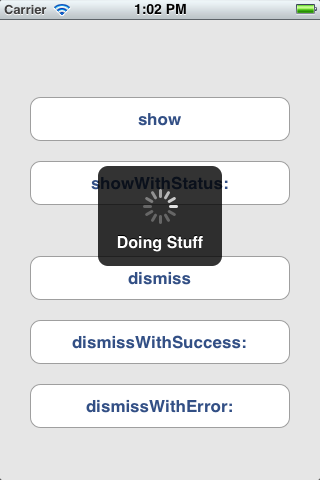 Carrier 1:02 PM
show
showWithStatus:
Doing Stuff
dismiss
dismissWithSuccess:
dismissWithError: